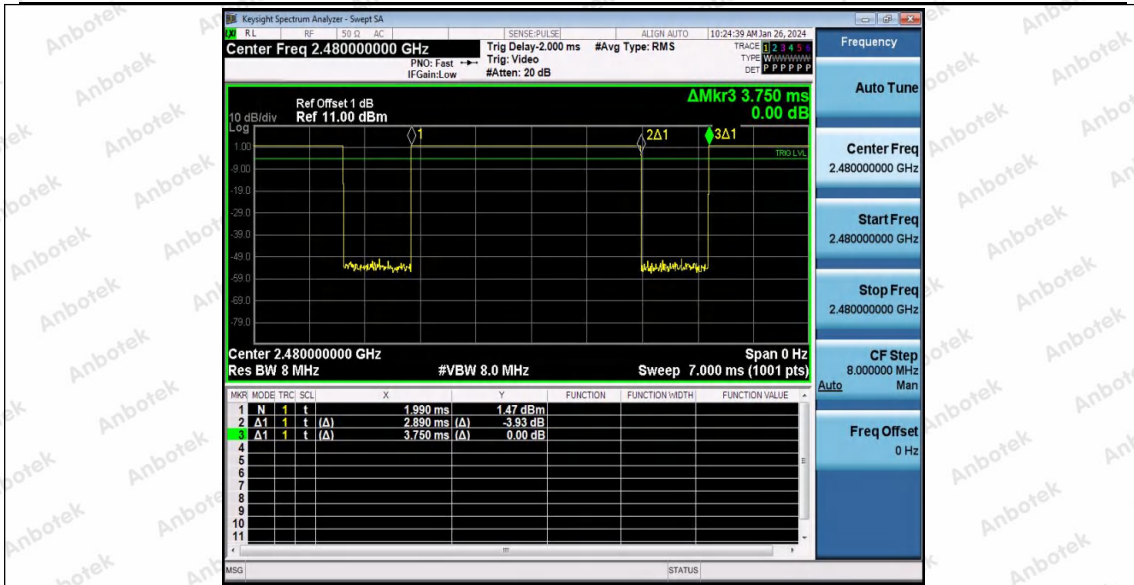 Keysight Spectrum Analyzer - Swept SA
RL RF 50 Ω AC SENSE:PULSE ALIGN AUTO 10:24:39 AM Jan 26, 2024
Center Freq 2.480000000 GHz Trig Delay-2.000 ms #Avg Type: RMS TRACE 1 2 3 4 5 6
PNO: Fast Trig: Video TYPE WWWWWW
IFGain:Low #Atten: 20 dB DET P P P P P P
ΔMkr3 3.750 ms
Ref Offset 1 dB 0.00 dB
10 dB/div Ref 11.00 dBm
Log
1 2Δ1 3Δ1
1.00
TRIG LVL
-9.00
-19.0
-29.0
-39.0
-49.0
-59.0
-69.0
-79.0
Center 2.480000000 GHz Span 0 Hz
Res BW 8 MHz #VBW 8.0 MHz Sweep 7.000 ms (1001 pts)
MKR MODE TRC SCL X Y FUNCTION FUNCTION WIDTH FUNCTION VALUE
1 N 1 t 1.990 ms 1.47 dBm
2 Δ1 1 t (Δ) 2.890 ms (Δ) -3.93 dB
3 Δ1 1 t (Δ) 3.750 ms (Δ) 0.00 dB
4
5
6
7
8
9
10
11
MSG STATUS
Frequency
Auto Tune
Center Freq
2.480000000 GHz
Start Freq
2.480000000 GHz
Stop Freq
2.480000000 GHz
CF Step
8.000000 MHz
Auto Man
Freq Offset
0 Hz
Anbotek